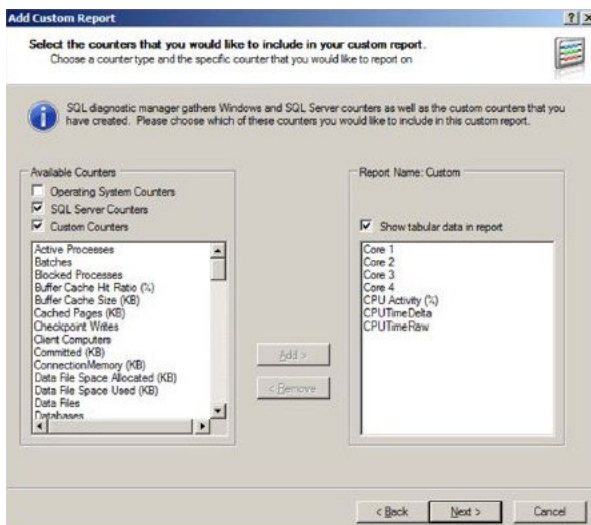 Add Custom Report
Select the counters that you would like to include in your custom report.
Choose a counter type and the specific counter that you would like to report on
SQL diagnostic manager gathers Windows and SQL Server counters as well as the custom counters that you
have created. Please choose which of these counters you would like to include in this custom report.
Available Counters
Operating System Counters
SQL Server Counters
Custom Counters
Active Processes
Batches
Blocked Processes
Buffer Cache Hit Ratio (%)
Buffer Cache Size (KB)
Cached Pages (KB)
Checkpoint Writes
Client Computers
Committed (KB)
ConnectionMemory (KB)
Data File Space Allocated (KB)
Data File Space Used (KB)
Data Files
Databases
Add >
< Remove
Report Name: Custom
Show tabular data in report
Core 1
Core 2
Core 3
Core 4
CPU Activity (%)
CPUTimeDelta
CPUTimeRaw
< Back
Next >
Cancel